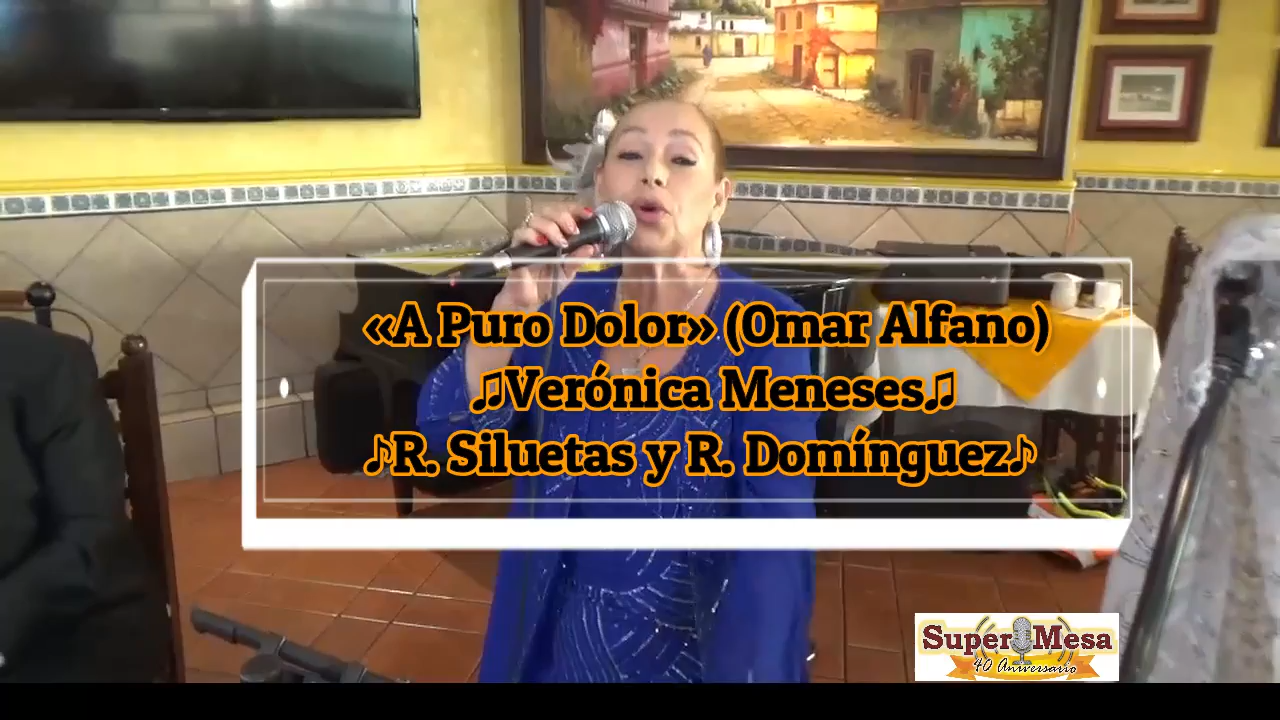 «A Puro Dolor» (Omar Alfano)
♫Verónica Meneses♫
♪R. Siluetas y R. Domínguez♪
Super Mesa
40 Aniversario